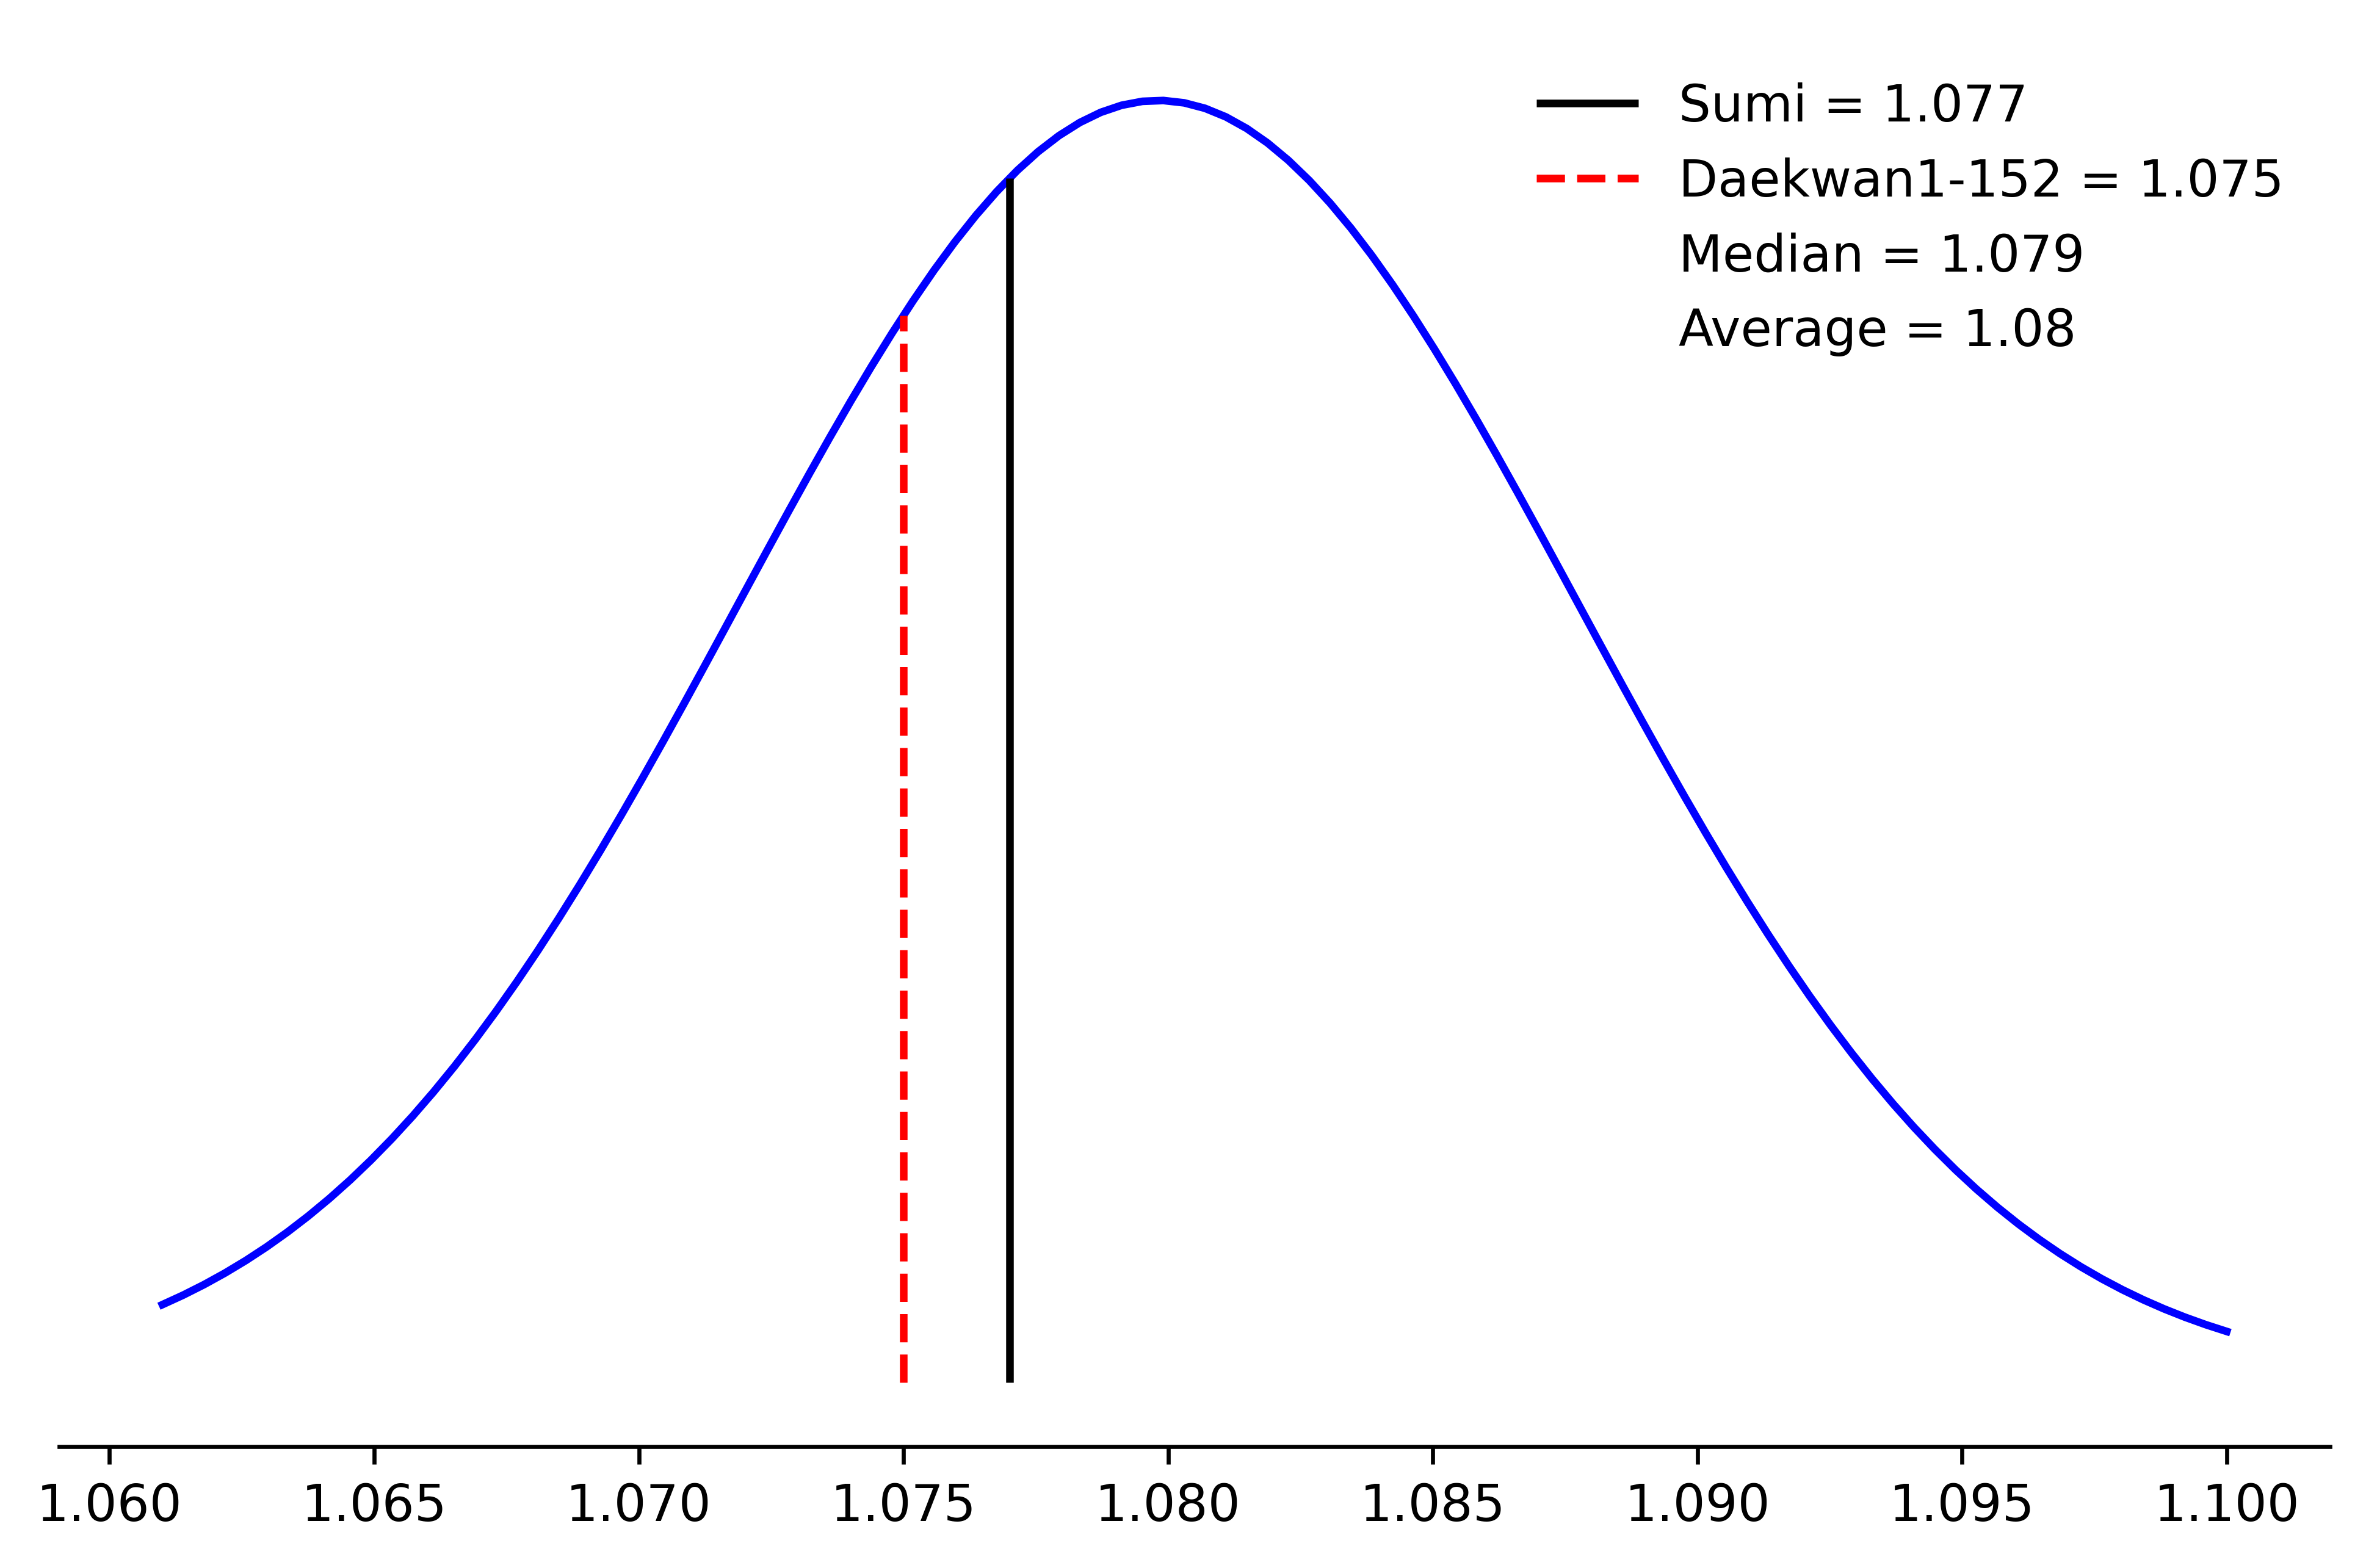 Sumi = 1.077
Daekwan1-152 = 1.075
Median = 1.079
Average = 1.08
1.060 1.065 1.070 1.075 1.080 1.085 1.090 1.095 1.100